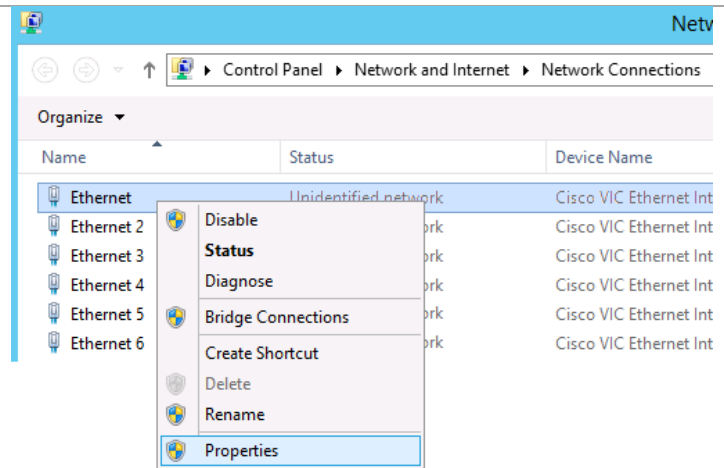 Netw
Control Panel Network and Internet Network Connections
Organize
Name Status Device Name
Ethernet Unidentified network Cisco VIC Ethernet Int
Ethernet 2 ork Cisco VIC Ethernet Int
Ethernet 3 ork Cisco VIC Ethernet Int
Ethernet 4 ork Cisco VIC Ethernet Int
Ethernet 5 ork Cisco VIC Ethernet Int
Ethernet 6 ork Cisco VIC Ethernet Int
Disable
Status
Diagnose
Bridge Connections
Create Shortcut
Delete
Rename
Properties